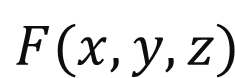 F(x, y, z)